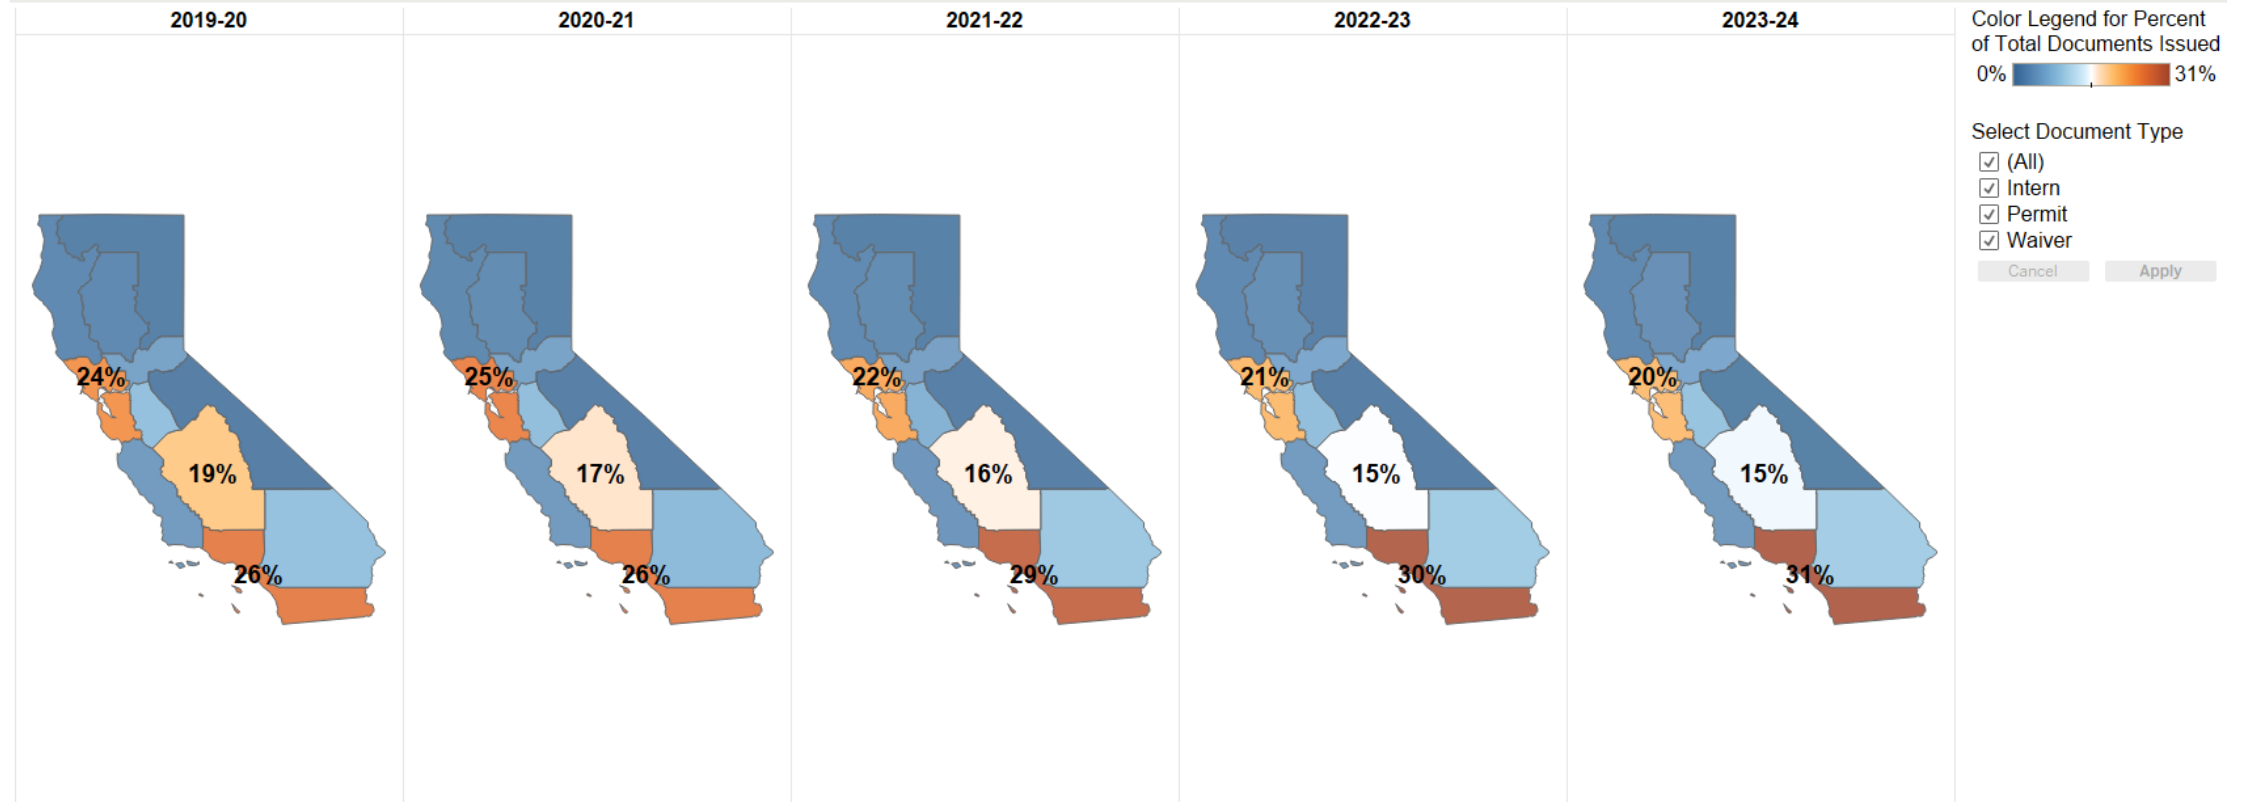 2019-20
2020-21
2021-22
2022-23
2023-24
24%
19%
26%
25%
17%
26%
22%
16%
29%
21%
15%
30%
20%
15%
31%
Color Legend for Percent
of Total Documents Issued
0% 31%
Select Document Type
(All)
Intern
Permit
Waiver
Cancel Apply